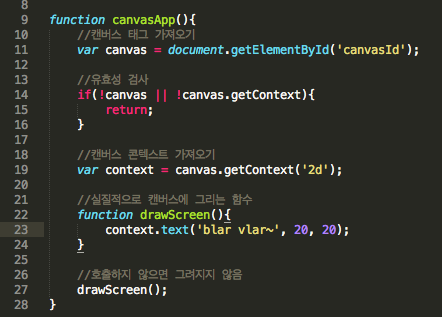 8
9 function canvasApp(){
10 //캔버스 태그 가져오기
11 var canvas = document.getElementById('canvasId');
12
13 //유효성 검사
14 if(!canvas || !canvas.getContext){
15 return;
16 }
17
18 //캔버스 콘텍스트 가져오기
19 var context = canvas.getContext('2d');
20
21 //실질적으로 캔버스에 그리는 함수
22 function drawScreen(){
23 context.text('blar vlar~', 20, 20);
24 }
25
26 //호출하지 않으면 그려지지 않음
27 drawScreen();
28 }